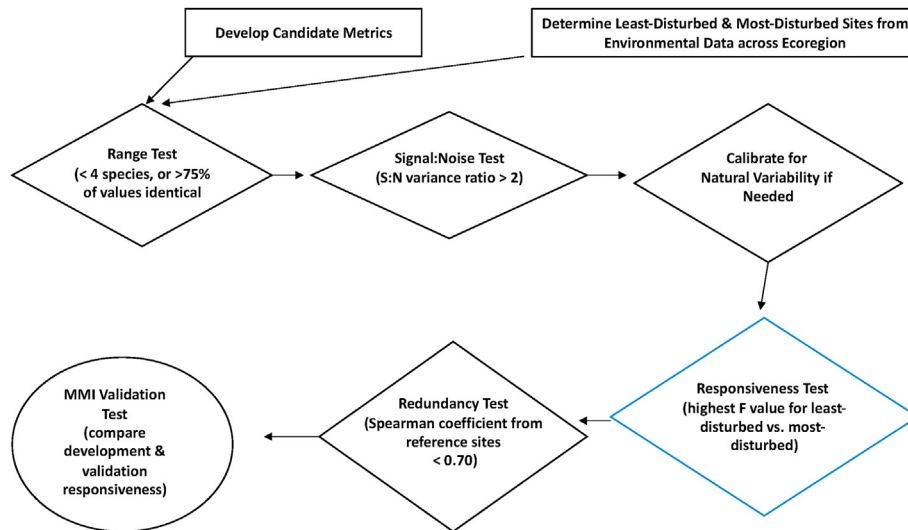 Develop Candidate Metrics
Determine Least-Disturbed & Most-Disturbed Sites from
Environmental Data across Ecoregion
Range Test
(< 4 species, or >75%
of values identical
Signal:Noise Test
(S:N variance ratio > 2)
Calibrate for
Natural Variability if
Needed
MMI Validation
Test
(compare
development &
validation
responsiveness)
Redundancy Test
(Spearman coefficient from
reference sites
< 0.70)
Responsiveness Test
(highest F value for least-
disturbed vs. most-
disturbed)